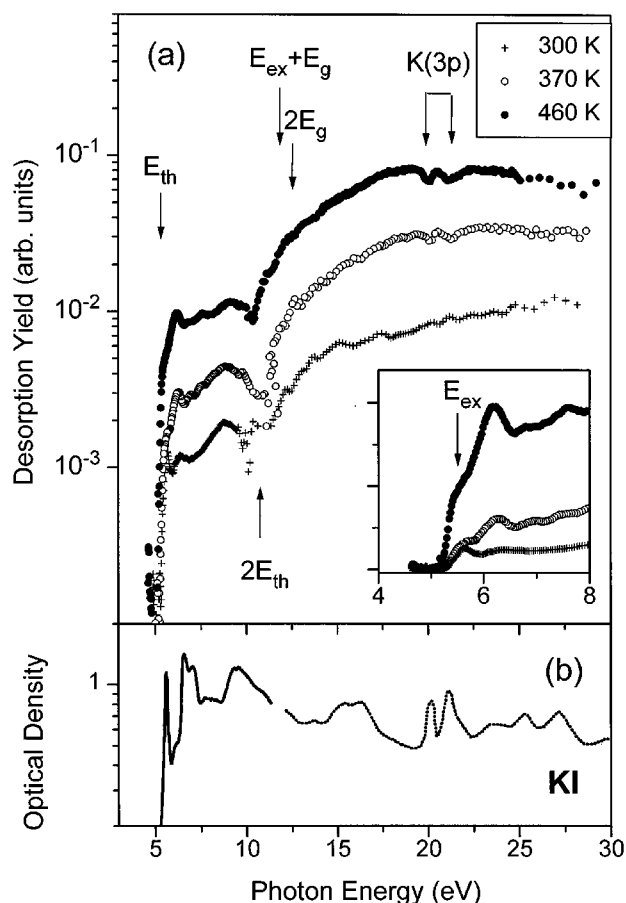 (a)
E_ex+E_g
2E_g
K(3p)
300 K
370 K
460 K
E_th
10^-1
10^-2
10^-3
Desorption Yield (arb. units)
2E_th
E_ex
4 6 8
(b)
1
Optical Density
KI
5 10 15 20 25 30
Photon Energy (eV)